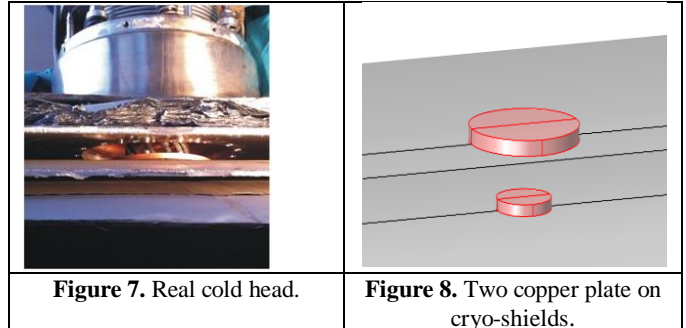 Figure 7. Real cold head.
Figure 8. Two copper plate on
cryo-shields.